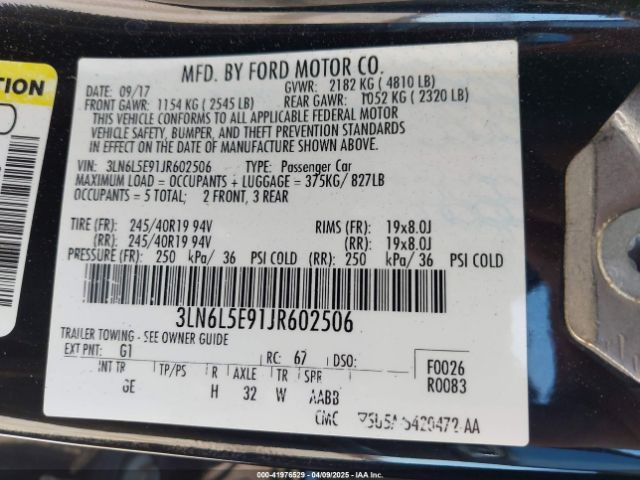 MFD. BY FORD MOTOR CO.
DATE: 09/17 GVWR: 2182 KG ( 4810 LB)
FRONT GAWR: 1154 KG ( 2545 LB) REAR GAWR: 1052 KG ( 2320 LB)
THIS VEHICLE CONFORMS TO ALL APPLICABLE FEDERAL MOTOR
VEHICLE SAFETY, BUMPER, AND THEFT PREVENTION STANDARDS
IN EFFECT ON THE DATE OF MANUFACTURE SHOWN ABOVE.
VIN: 3LN6L5E91JR602506 TYPE: Passenger Car
MAXIMUM LOAD = OCCUPANTS + LUGGAGE = 375KG/ 827LB
OCCUPANTS = 5 TOTAL; 2 FRONT, 3 REAR
TIRE (FR): 245/40R19 94V RIMS (FR): 19x8.0J
(RR): 245/40R19 94V (RR): 19x8.0J
PRESSURE (FR): 250 kPa/ 36 PSI COLD (RR): 250 kPa/ 36 PSI COLD
3LN6L5E91JR602506
TRAILER TOWING - SEE OWNER GUIDE
EXT PNT: G1 RC: 67 DSO:
INT TR TP/PS R AXLE TR SPR
GE H 32 W AABB
F0026
R0083
CMC
00-41976529 - 04/09/2025 - IAAI.COM